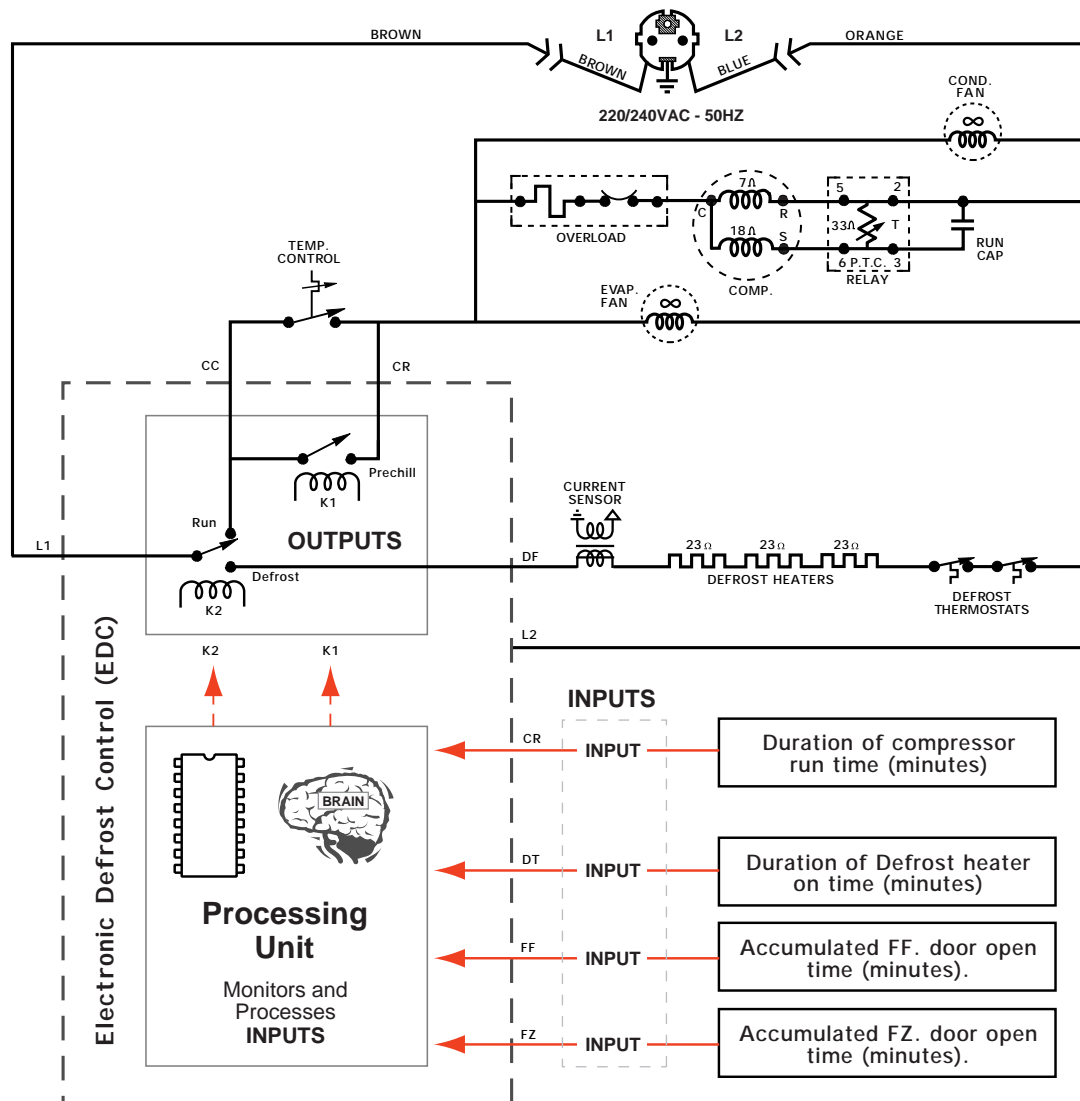 BROWN
L1
L2
ORANGE
BROWN
BLUE
220/240VAC - 50HZ
COND.
FAN
OVERLOAD
C
7Ω
R
18Ω
S
COMP.
5
2
33Ω
T
6 P.T.C. 3
RELAY
RUN
CAP
TEMP.
CONTROL
EVAP.
FAN
CC
CR
Prechill
K1
Run
OUTPUTS
L1
Defrost
K2
CURRENT
SENSOR
DF
23Ω
23Ω
23Ω
DEFROST HEATERS
DEFROST
THERMOSTATS
L2
K2
K1
Electronic Defrost Control (EDC)
INPUTS
CR
INPUT
Duration of compressor
run time (minutes)
BRAIN
DT
INPUT
Duration of Defrost heater
on time (minutes)
Processing
Unit
Monitors and
Processes
INPUTS
FF
INPUT
Accumulated FF. door open
time (minutes).
FZ
INPUT
Accumulated FZ. door open
time (minutes).